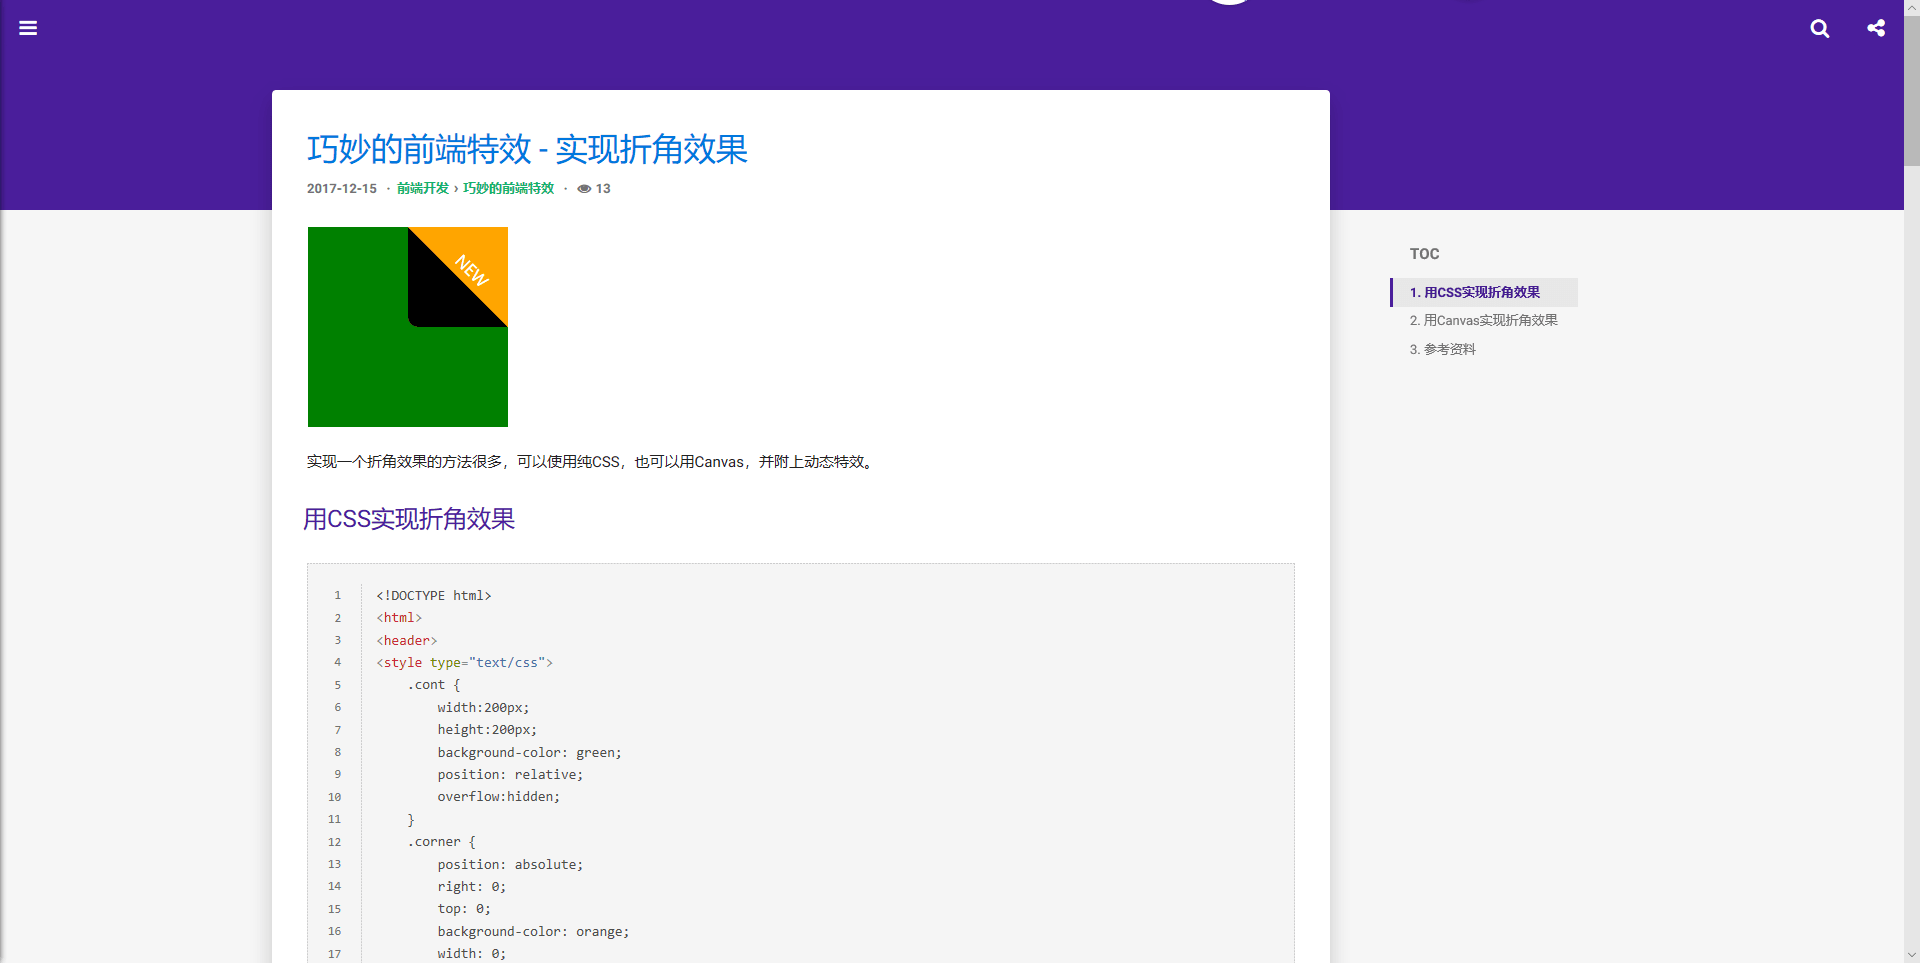 巧妙的前端特效 - 实现折角效果
2017-12-15 · 前端开发 › 巧妙的前端特效 · 13
NEW
实现一个折角效果的方法很多，可以使用纯CSS，也可以用Canvas，并附上动态特效。
用CSS实现折角效果
1 <!DOCTYPE html>
2 <html>
3 <header>
4 <style type="text/css">
5 .cont {
6 width:200px;
7 height:200px;
8 background-color: green;
9 position: relative;
10 overflow:hidden;
11 }
12 .corner {
13 position: absolute;
14 right: 0;
15 top: 0;
16 background-color: orange;
17 width: 0;
TOC
1. 用CSS实现折角效果
2. 用Canvas实现折角效果
3. 参考资料